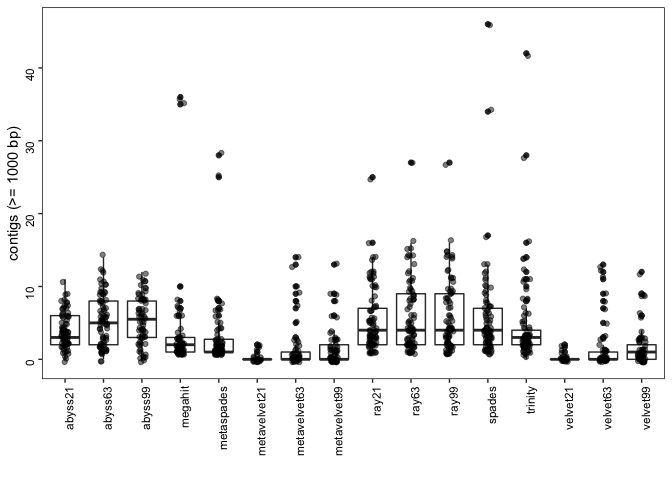 contigs (>= 1000 bp)
40
30
20
10
0
abyss21
abyss63
abyss99
megahit
metaspades
metavelvet21
metavelvet63
metavelvet99
ray21
ray63
ray99
spades
trinity
velvet21
velvet63
velvet99